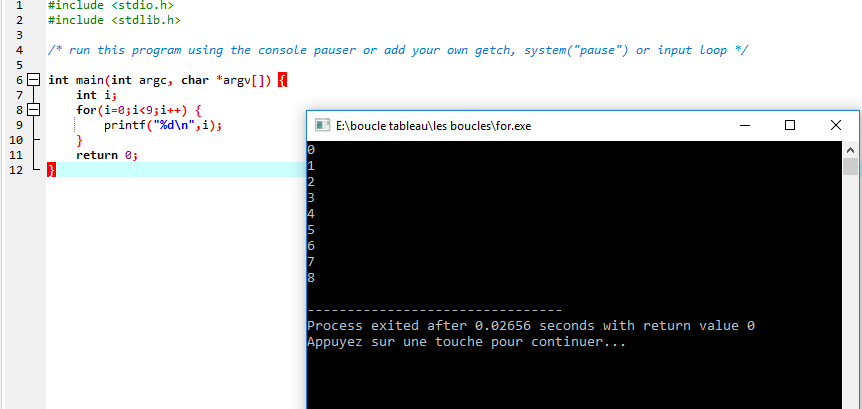 1 #include <stdio.h>
2 #include <stdlib.h>
3
4 /* run this program using the console pauser or add your own getch, system("pause") or input loop */
5
6 int main(int argc, char *argv[]) {
7 int i;
8 for(i=0;i<9;i++) {
9 printf("%d\n",i);
10 }
11 return 0;
12 }
E:\boucle tableau\les boucles\for.exe
0
1
2
3
4
5
6
7
8
--------------------------------
Process exited after 0.02656 seconds with return value 0
Appuyez sur une touche pour continuer...